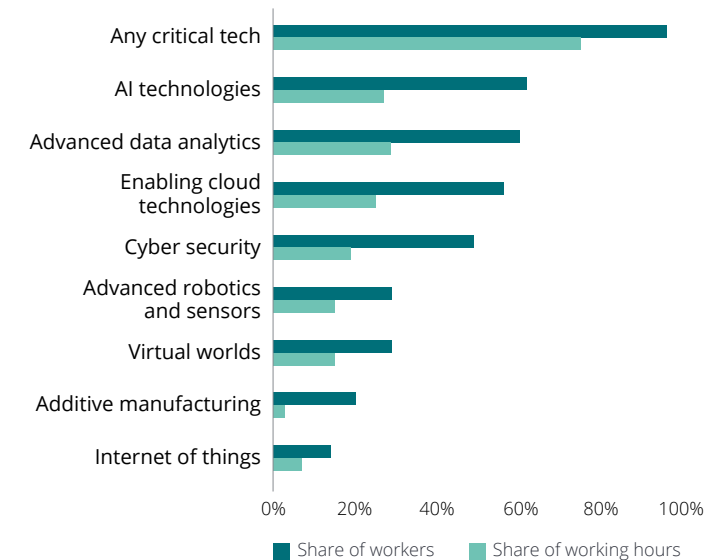 Any critical tech
AI technologies
Advanced data analytics
Enabling cloud
technologies
Cyber security
Advanced robotics
and sensors
Virtual worlds
Additive manufacturing
Internet of things
0% 20% 40% 60% 80% 100%
Share of workers Share of working hours